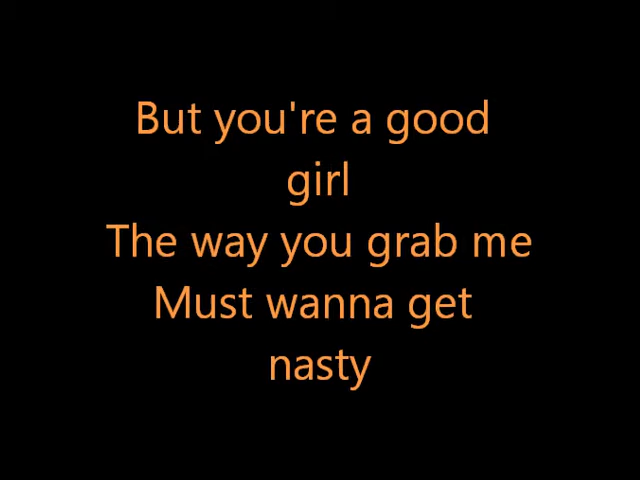 But you're a good
girl
The way you grab me
Must wanna get
nasty